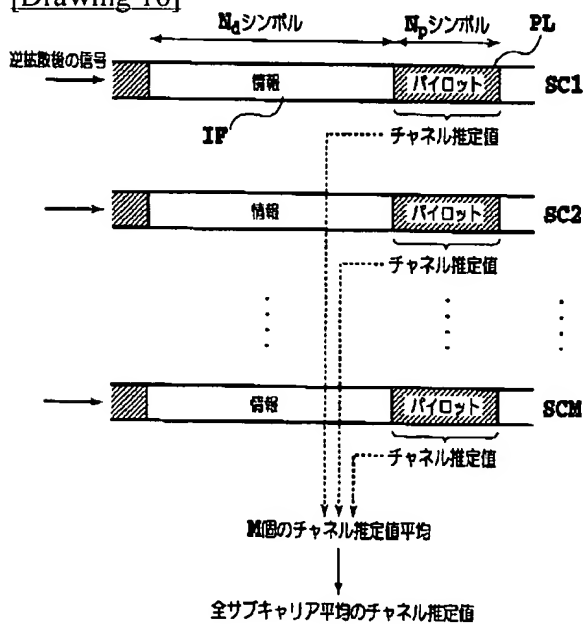 [Drawing 10]
Ndシンボル Npシンボル PL
逆拡散後の信号
情報 パイロット SC1
IF チャネル推定値
情報 パイロット SC2
チャネル推定値
情報 パイロット SCM
チャネル推定値
M個のチャネル推定値平均
全サブキャリア平均のチャネル推定値